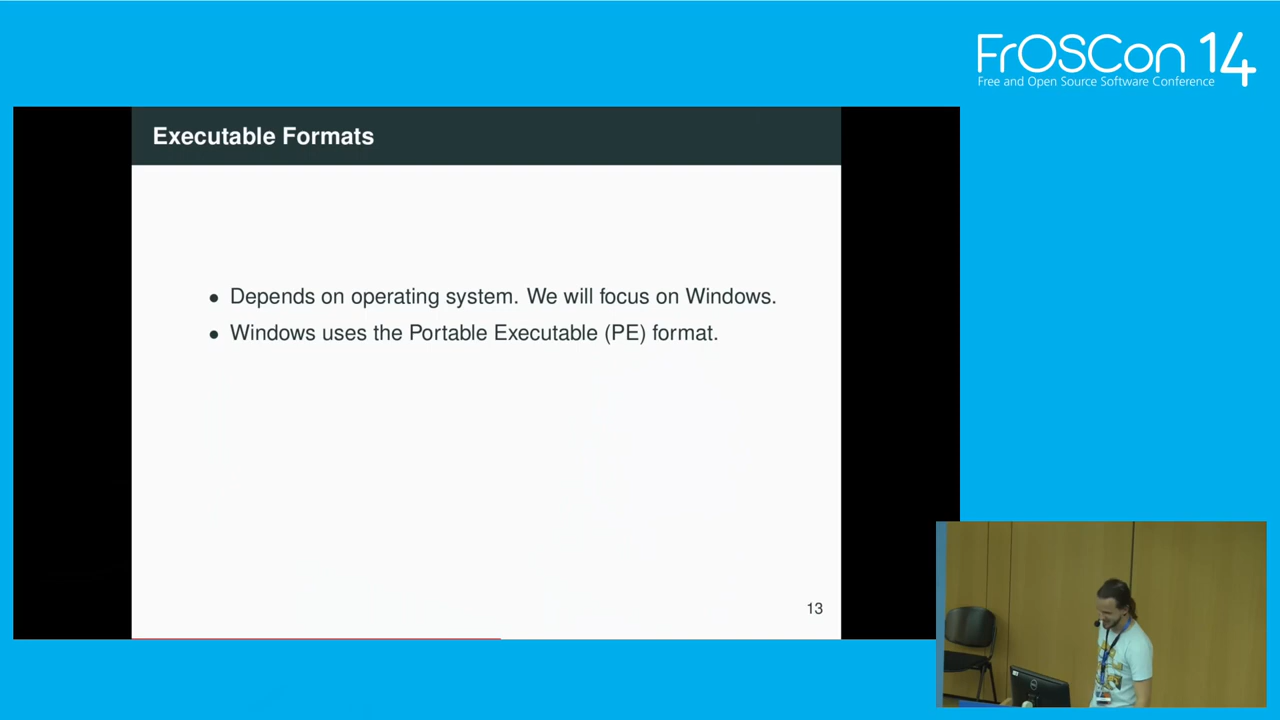 FrOSCon 14
Free and Open Source Software Conference
Executable Formats
• Depends on operating system. We will focus on Windows.
• Windows uses the Portable Executable (PE) format.
13